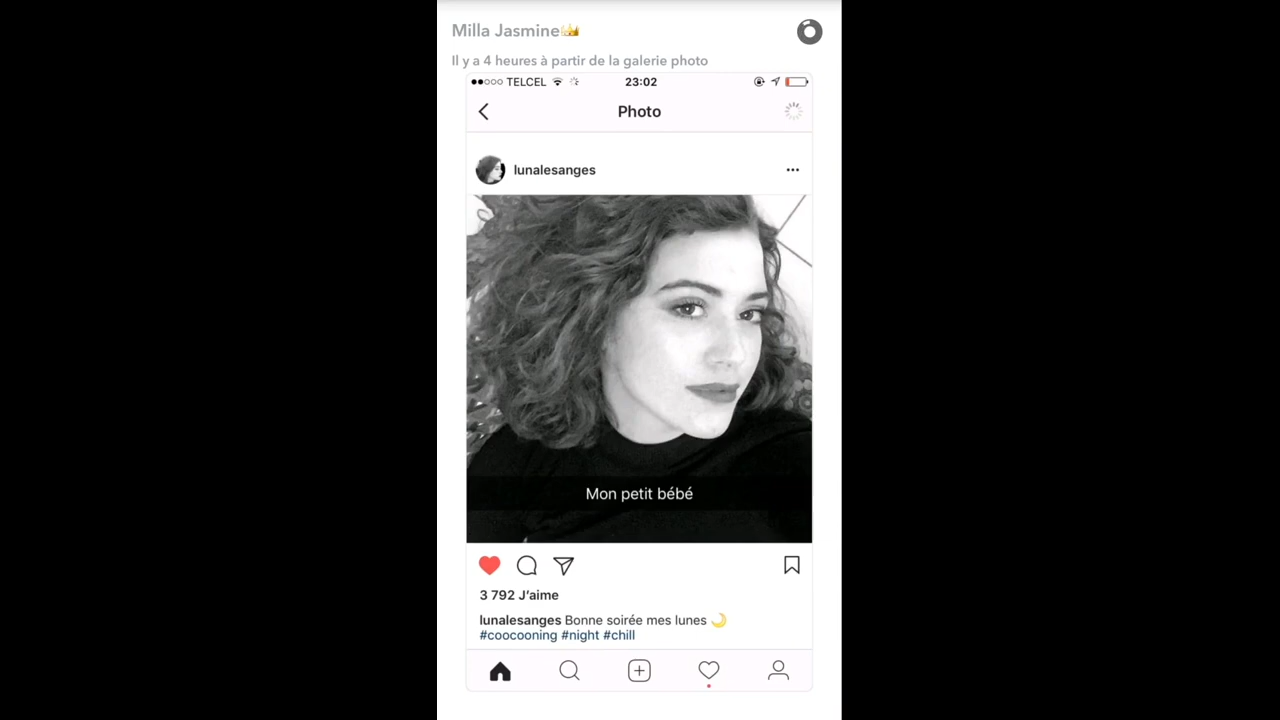 Milla Jasmine👑
Il y a 4 heures à partir de la galerie photo
TELCEL 23:02
Photo
lunalesanges
Mon petit bébé
3 792 J'aime
lunalesanges Bonne soirée mes lunes 🌙
#coocooning #night #chill